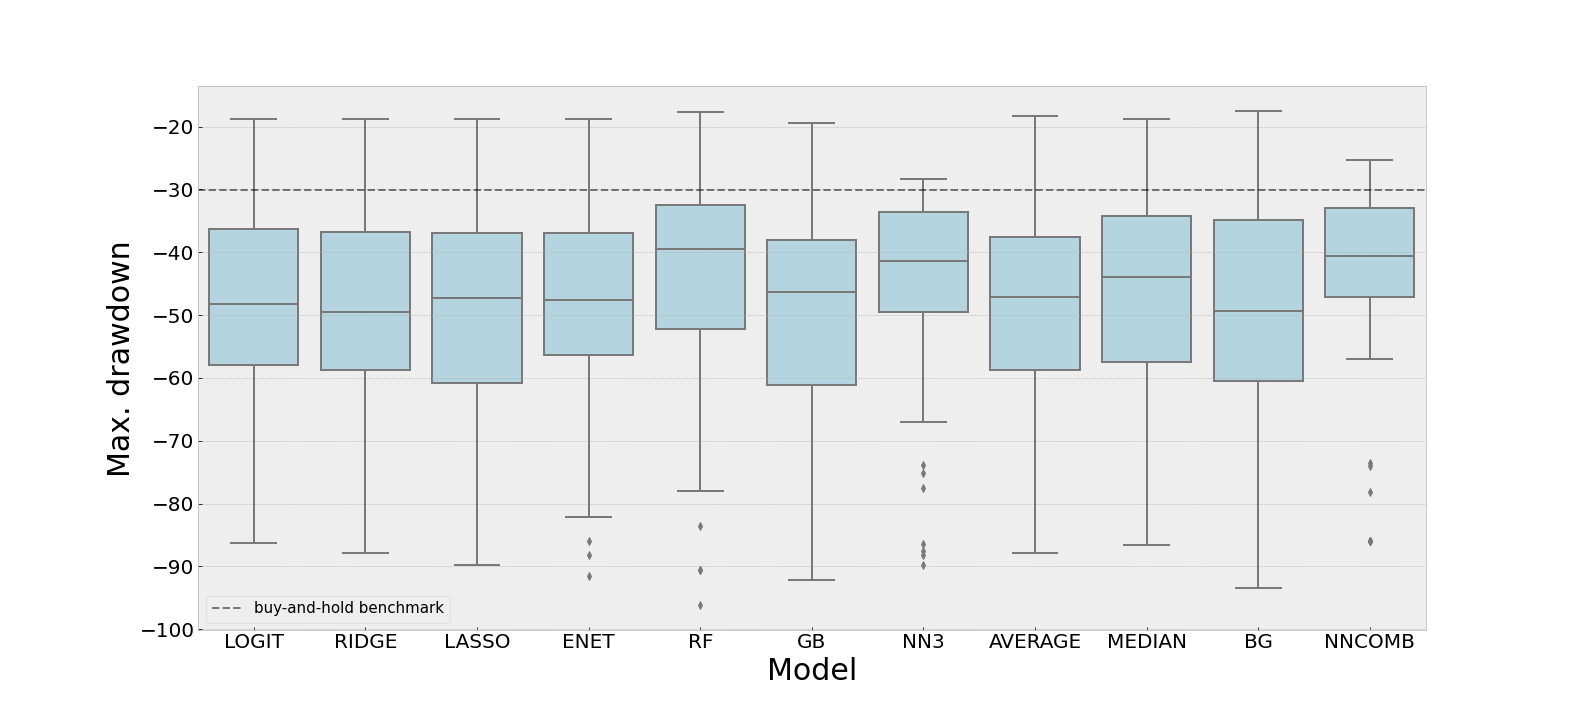 Max. drawdown
−20
−30
−40
−50
−60
−70
−80
−90
−100
buy-and-hold benchmark
LOGIT RIDGE LASSO ENET RF GB NN3 AVERAGE MEDIAN BG NNCOMB
Model